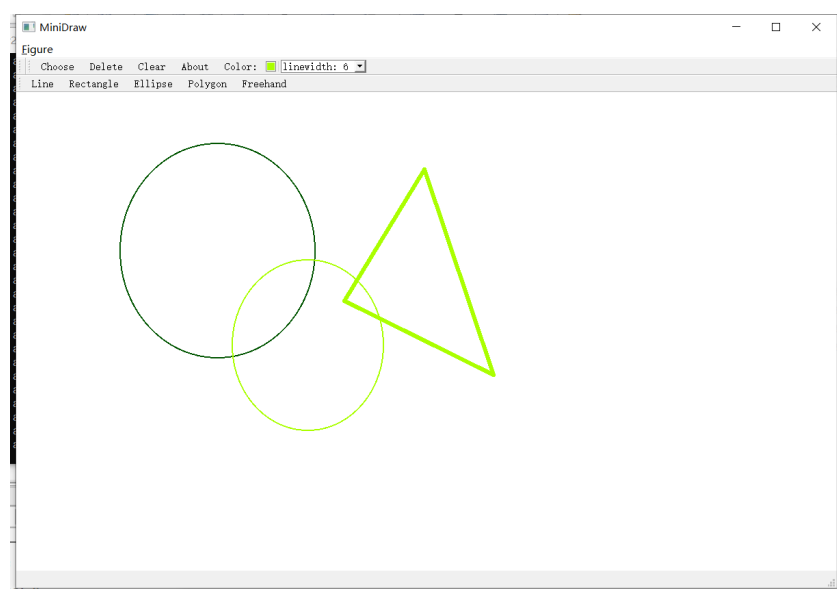 MiniDraw
Figure
Choose Delete Clear About Color: linewidth: 6
Line Rectangle Ellipse Polygon Freehand